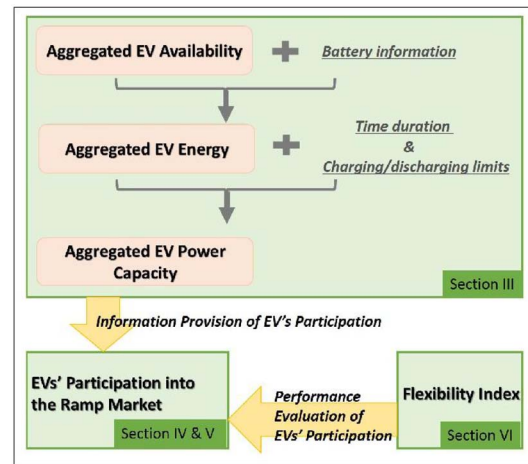 Aggregated EV Availability
Battery information
Aggregated EV Energy
Time duration
&
Charging/discharging limits
Aggregated EV Power
Capacity
Section III
Information Provision of EV's Participation
EVs' Participation into
the Ramp Market
Section IV & V
Performance
Evaluation of
EVs' Participation
Flexibility Index
Section VI